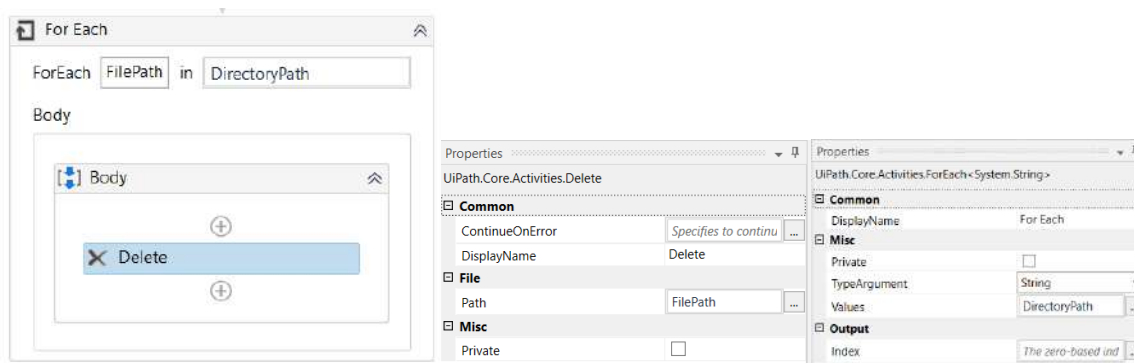 For Each
ForEach FilePath in DirectoryPath
Body
Body
Delete
Properties
UiPath.Core.Activities.Delete
Common
ContinueOnError Specifies to continu ...
DisplayName Delete
File
Path FilePath ...
Misc
Private
Properties
UiPath.Core.Activities.ForEach<System.String>
Common
DisplayName For Each
Misc
Private
TypeArgument String
Values DirectoryPath
Output
Index The zero-based ind